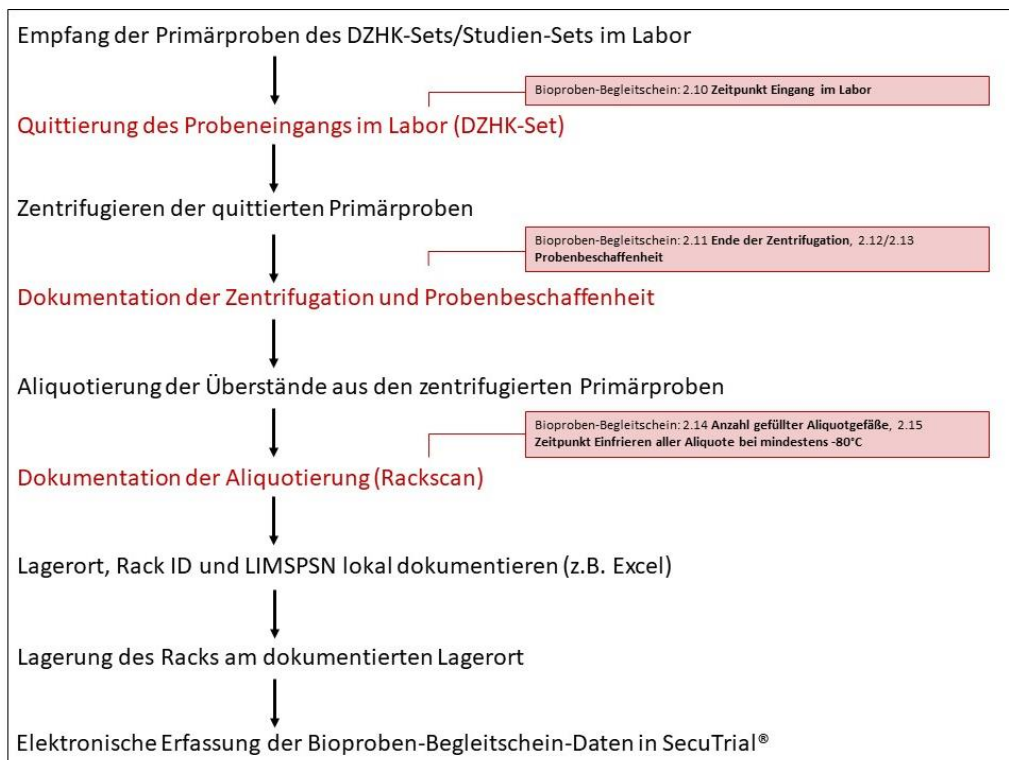 Empfang der Primärproben des DZHK-Sets/Studien-Sets im Labor
Bioproben-Begleitschein: 2.10 Zeitpunkt Eingang im Labor
Quittierung des Probeneingangs im Labor (DZHK-Set)
Zentrifugieren der quittierten Primärproben
Bioproben-Begleitschein: 2.11 Ende der Zentrifugation, 2.12/2.13
Probenbeschaffenheit
Dokumentation der Zentrifugation und Probenbeschaffenheit
Aliquotierung der Überstände aus den zentrifugierten Primärproben
Bioproben-Begleitschein: 2.14 Anzahl gefüllter Aliquotgefäße, 2.15
Zeitpunkt Einfrieren aller Aliquote bei mindestens -80°C
Dokumentation der Aliquotierung (Rackscan)
Lagerort, Rack ID und LIMSPSN lokal dokumentieren (z.B. Excel)
Lagerung des Racks am dokumentierten Lagerort
Elektronische Erfassung der Bioproben-Begleitschein-Daten in SecuTrial®